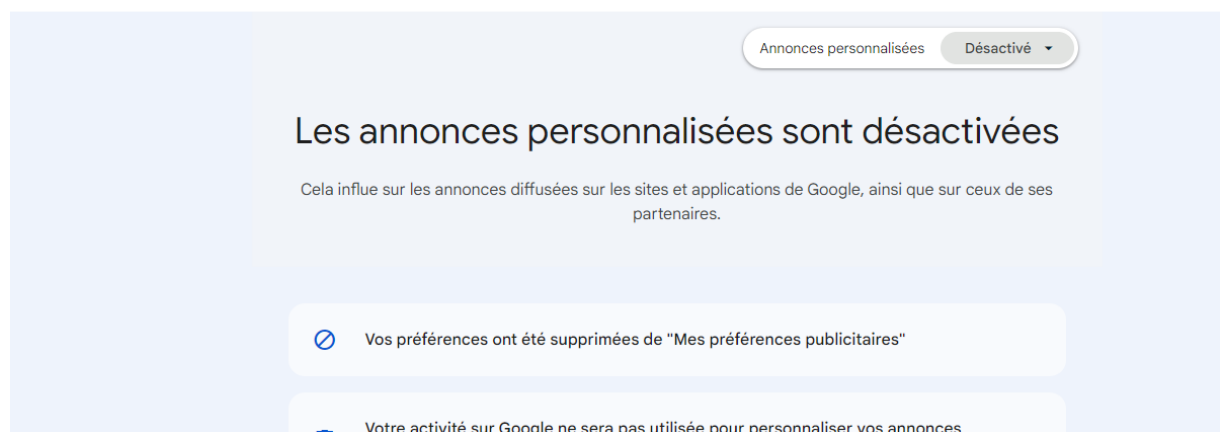 Annonces personnalisées Désactivé
Les annonces personnalisées sont désactivées
Cela influe sur les annonces diffusées sur les sites et applications de Google, ainsi que sur ceux de ses
partenaires.
Vos préférences ont été supprimées de "Mes préférences publicitaires"
Votre activité sur Google ne sera pas utilisée pour personnaliser vos annonces